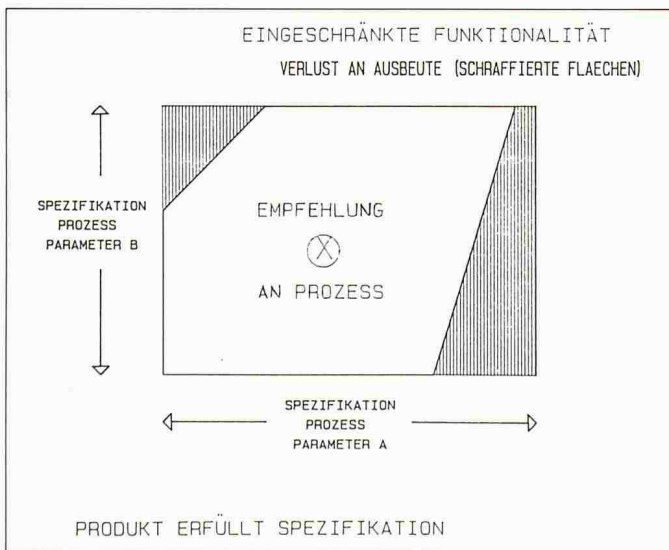 EINGESCHRÄNKTE FUNKTIONALITÄT
VERLUST AN AUSBEUTE (SCHRAFFIERTE FLAECHEN)
SPEZIFIKATION
PROZESS
PARAMETER B
EMPFEHLUNG
X
AN PROZESS
SPEZIFIKATION
PROZESS
PARAMETER A
PRODUKT ERFÜLLT SPEZIFIKATION